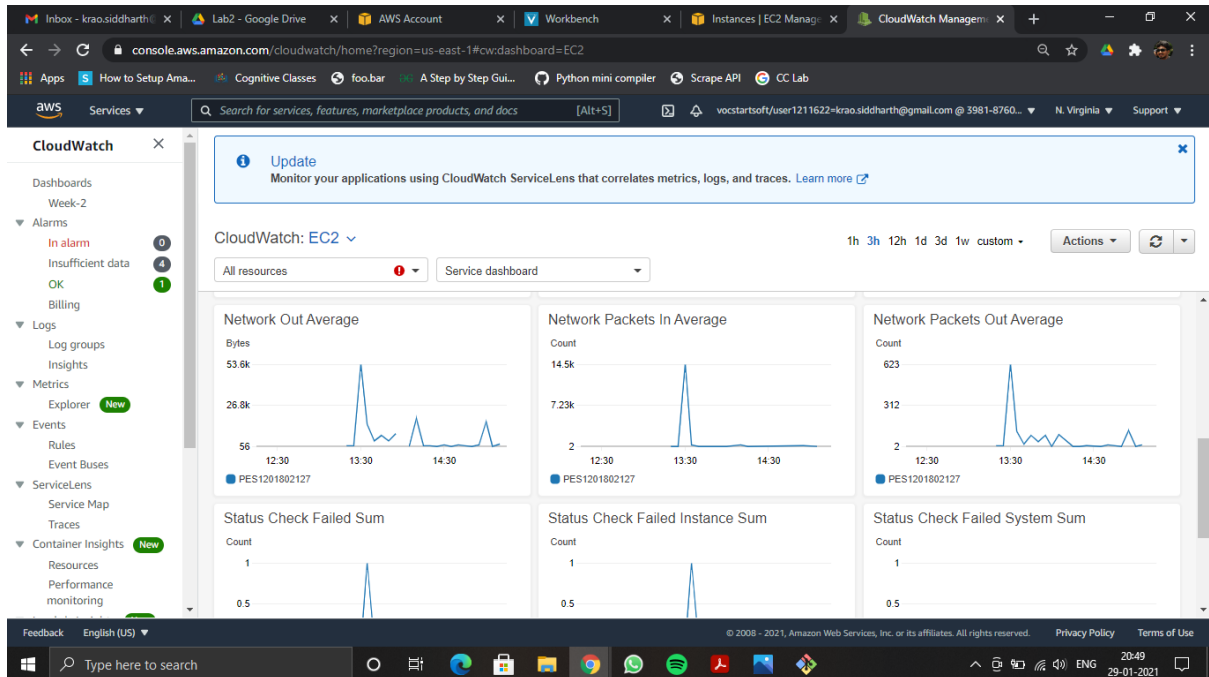 Inbox - krao.siddharth@ Lab2 - Google Drive AWS Account Workbench Instances | EC2 Manage CloudWatch Managem
console.aws.amazon.com/cloudwatch/home?region=us-east-1#cw:dashboard=EC2
Apps How to Setup Ama... Cognitive Classes foo.bar A Step by Step Gui... Python mini compiler Scrape API CC Lab
aws Services Search for services, features, marketplace products, and docs [Alt+S] vocstartsoft/user1211622=krao.siddharth@gmail.com @ 3981-8760... N. Virginia Support
CloudWatch
Dashboards
Week-2
Alarms
In alarm 0
Insufficient data 4
OK 1
Billing
Logs
Log groups
Insights
Metrics
Explorer New
Events
Rules
Event Buses
ServiceLens
Service Map
Traces
Container Insights New
Resources
Performance
monitoring
Update
Monitor your applications using CloudWatch ServiceLens that correlates metrics, logs, and traces. Learn more
CloudWatch: EC2
1h 3h 12h 1d 3d 1w custom Actions
All resources Service dashboard
Network Out Average
Bytes
53.6k
26.8k
56
12:30 13:30 14:30
PES1201802127
Network Packets In Average
Count
14.5k
7.23k
2
12:30 13:30 14:30
PES1201802127
Network Packets Out Average
Count
623
312
2
12:30 13:30 14:30
PES1201802127
Status Check Failed Sum
Count
1
0.5
Status Check Failed Instance Sum
Count
1
0.5
Status Check Failed System Sum
Count
1
0.5
Feedback English (US) © 2008 - 2021, Amazon Web Services, Inc. or its affiliates. All rights reserved. Privacy Policy Terms of Use
Type here to search ENG 20:49
29-01-2021